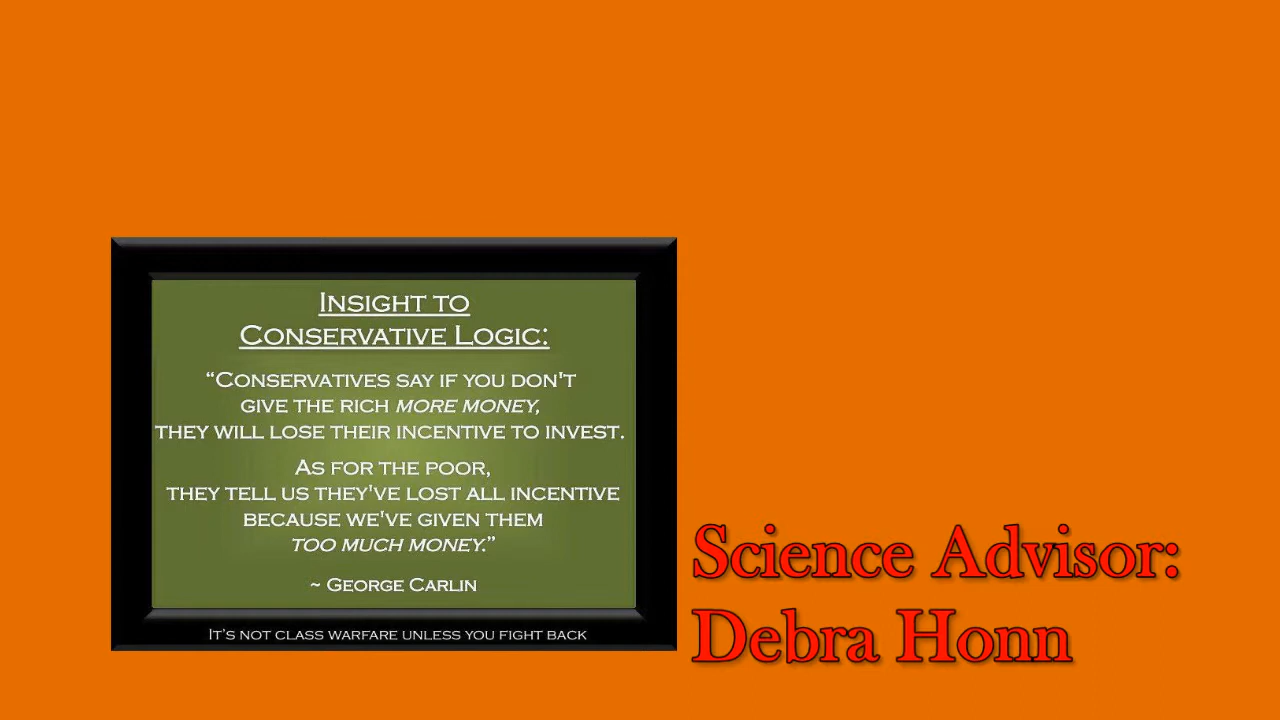 INSIGHT TO
CONSERVATIVE LOGIC:
“CONSERVATIVES SAY IF YOU DON'T
GIVE THE RICH MORE MONEY,
THEY WILL LOSE THEIR INCENTIVE TO INVEST.
AS FOR THE POOR,
THEY TELL US THEY'VE LOST ALL INCENTIVE
BECAUSE WE'VE GIVEN THEM
TOO MUCH MONEY.”
~ GEORGE CARLIN
IT'S NOT CLASS WARFARE UNLESS YOU FIGHT BACK
Science Advisor:
Debra Honn